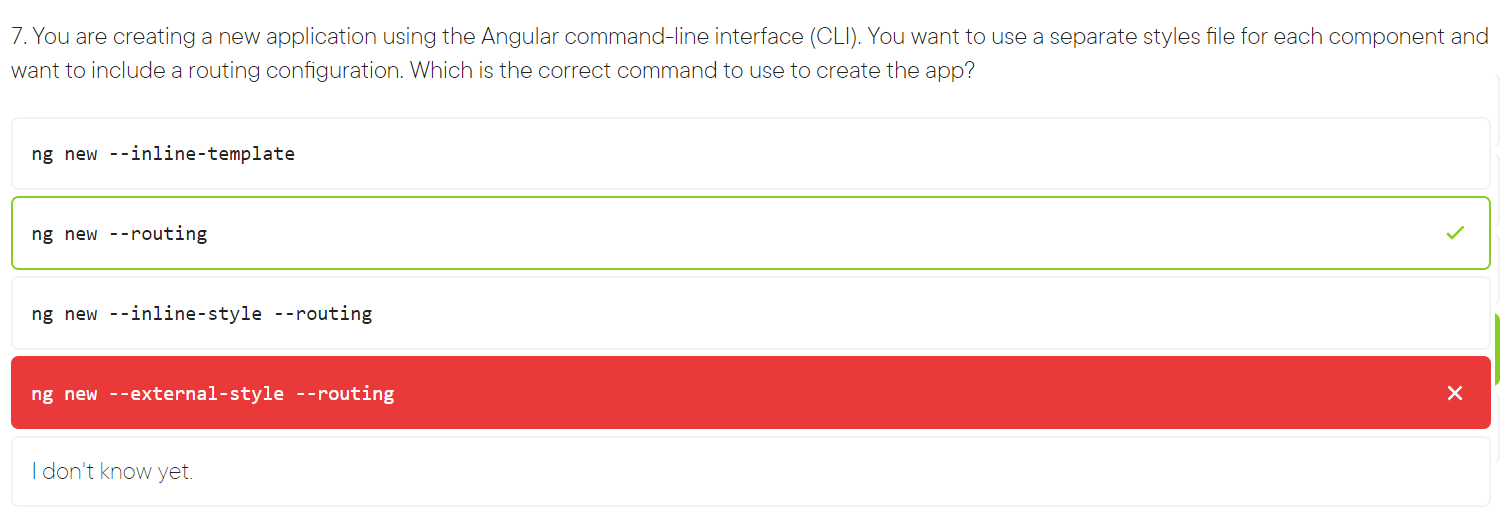 7. You are creating a new application using the Angular command-line interface (CLI). You want to use a separate styles file for each component and
want to include a routing configuration. Which is the correct command to use to create the app?
ng new --inline-template
ng new --routing
ng new --inline-style --routing
ng new --external-style --routing
I don't know yet.